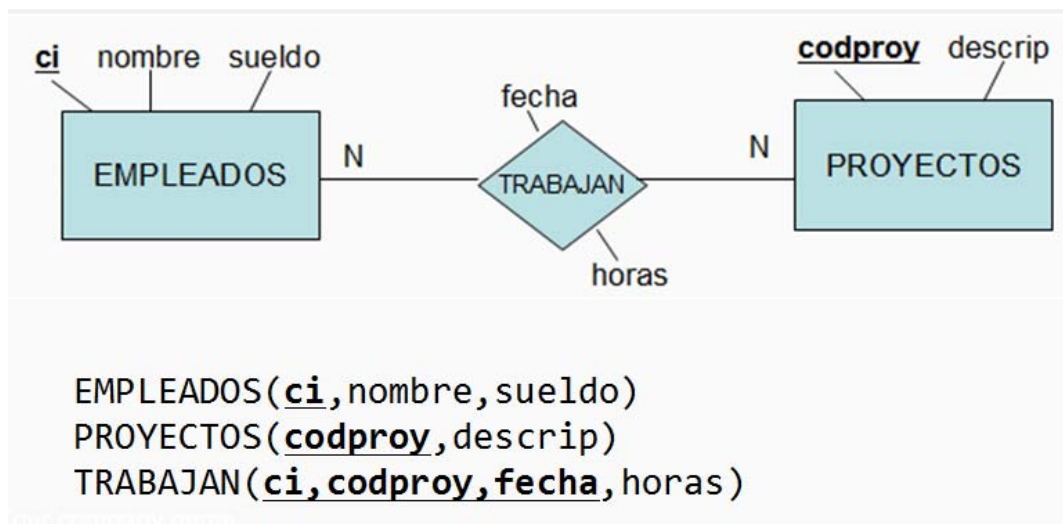 ci nombre sueldo
codproy descrip
fecha
EMPLEADOS
N
TRABAJAN
N
PROYECTOS
horas
EMPLEADOS(ci,nombre,sueldo)
PROYECTOS(codproy,descrip)
TRABAJAN(ci,codproy,fecha,horas)